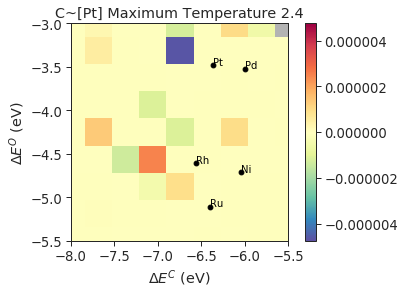 C~[Pt] Maximum Temperature 2.4
−3.0
−3.5
−4.0
−4.5
−5.0
−5.5
ΔE^O (eV)
Pt
Pd
Rh
Ni
Ru
−8.0 −7.5 −7.0 −6.5 −6.0 −5.5
ΔE^C (eV)
0.000004
0.000002
0.000000
−0.000002
−0.000004